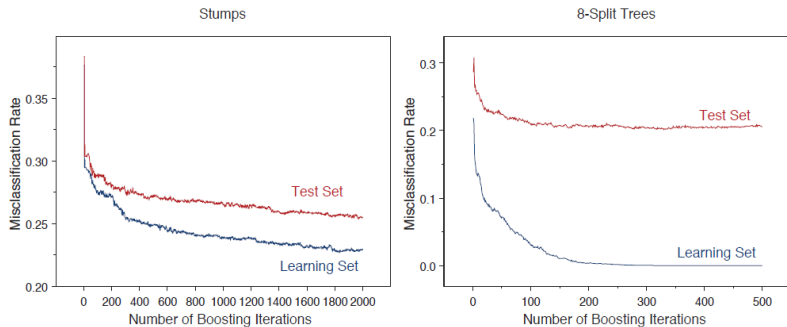 Stumps
Misclassification Rate
0.35
0.30
0.25
0.20
Test Set
Learning Set
0 200 400 600 800 1000 1200 1400 1600 2000
Number of Boosting Iterations
8-Split Trees
Misclassification Rate
0.3
0.2
0.1
0.0
Test Set
Learning Set
0 100 200 300 400 500
Number of Boosting Iterations